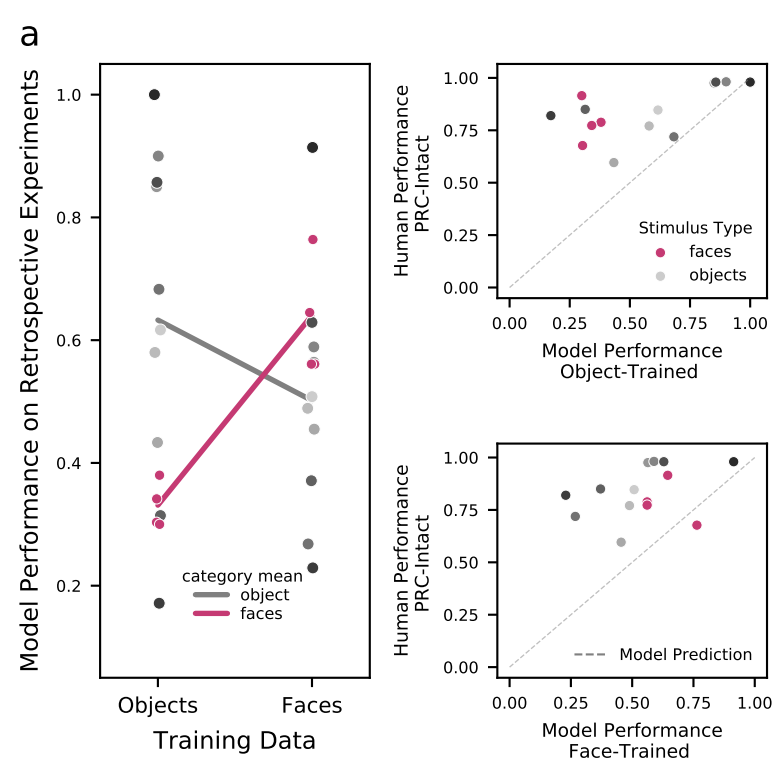 a
Model Performance on Retrospective Experiments
1.0
0.8
0.6
0.4
0.2
category mean
object
faces
Objects
Faces
Training Data
Human Performance
PRC-Intact
1.00
0.75
0.50
0.25
0.00
Stimulus Type
faces
objects
0.00
0.25
0.50
0.75
1.00
Model Performance
Object-Trained
Human Performance
PRC-Intact
1.00
0.75
0.50
0.25
0.00
Model Prediction
0.00
0.25
0.50
0.75
1.00
Model Performance
Face-Trained